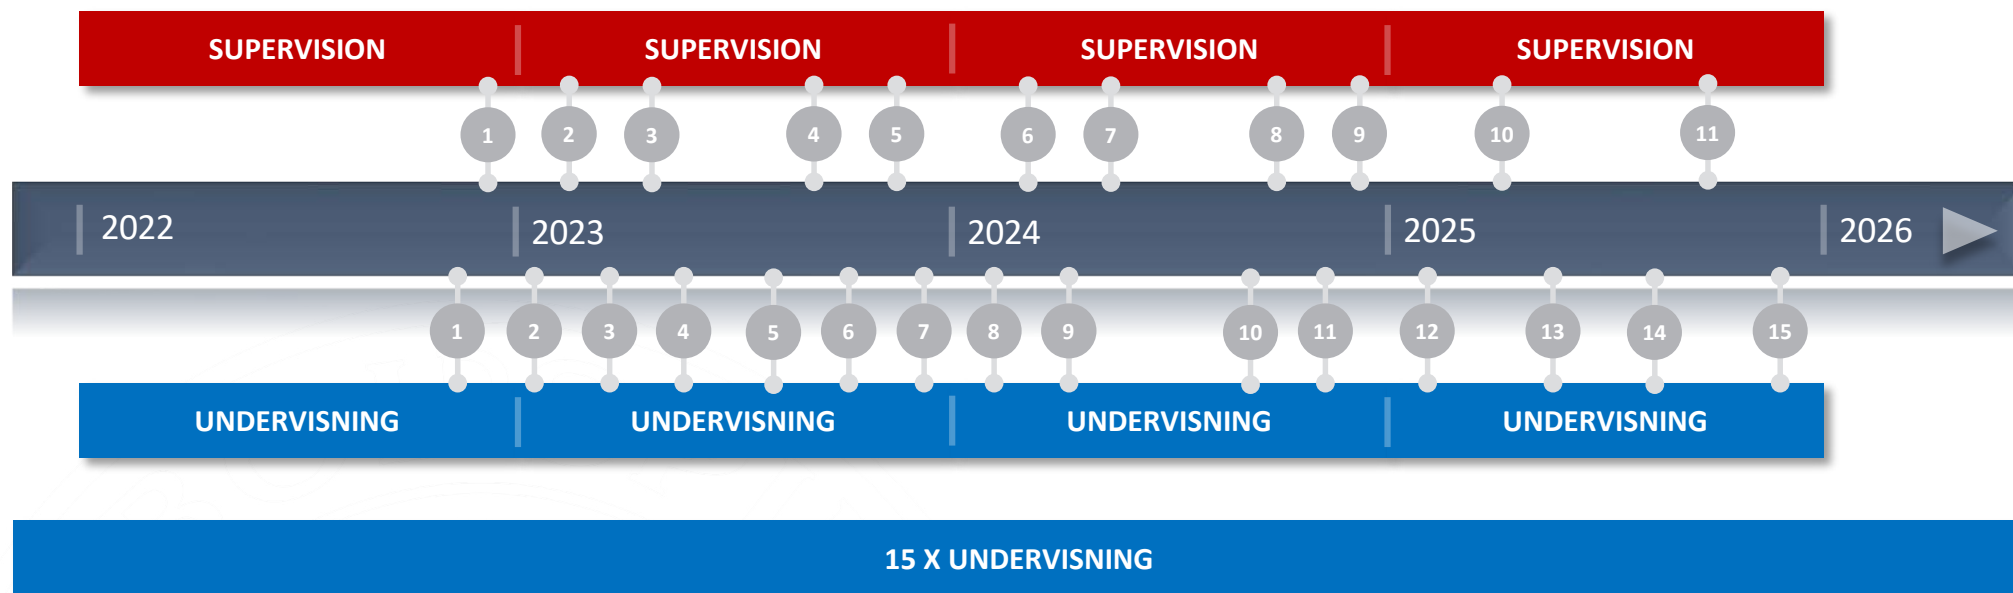 SUPERVISION SUPERVISION SUPERVISION SUPERVISION
1 2 3 4 5 6 7 8 9 10 11
2022 2023 2024 2025 2026
1 2 3 4 5 6 7 8 9 10 11 12 13 14 15
UNDERVISNING UNDERVISNING UNDERVISNING UNDERVISNING
15 X UNDERVISNING